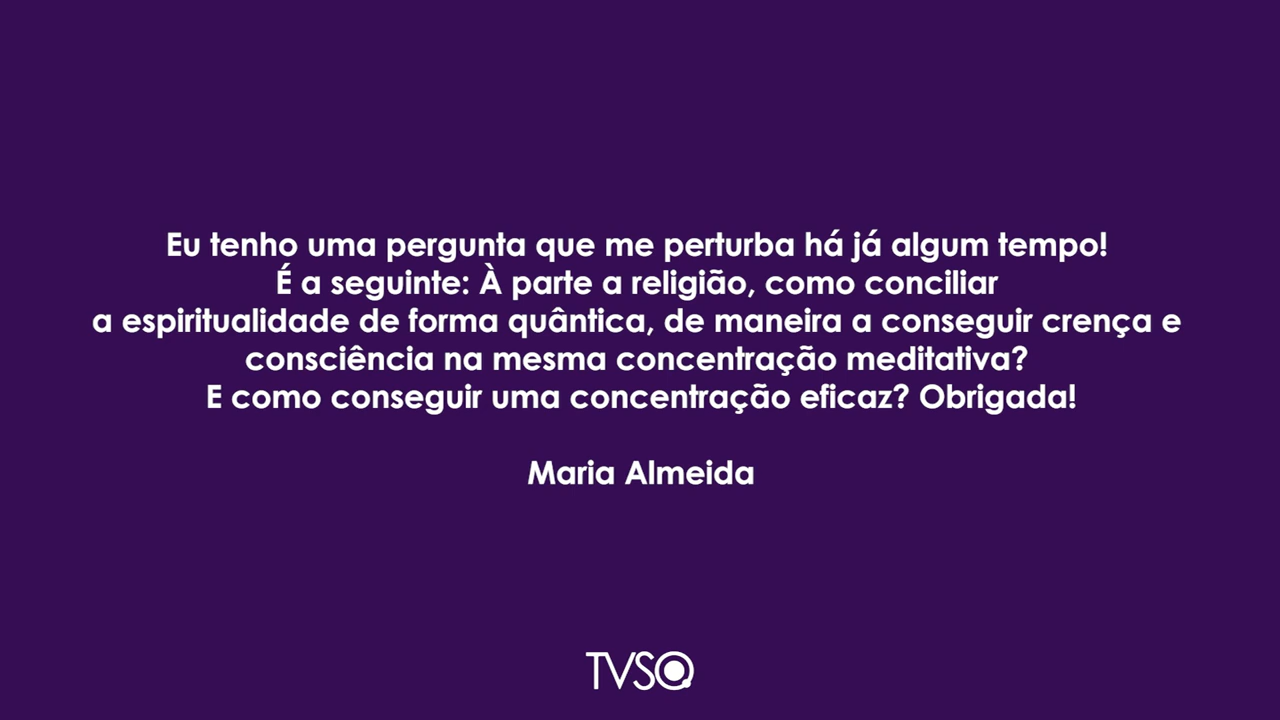 Eu tenho uma pergunta que me perturba há já algum tempo!
É a seguinte: À parte a religião, como conciliar
a espiritualidade de forma quântica, de maneira a conseguir crença e
consciência na mesma concentração meditativa?
E como conseguir uma concentração eficaz? Obrigada!
Maria Almeida
TVSQ